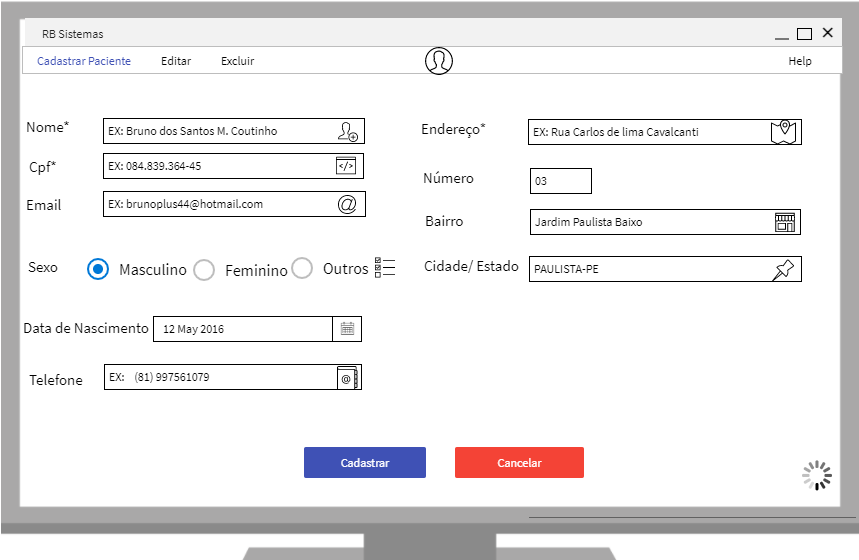 RB Sistemas
Cadastrar Paciente Editar Excluir Help
Nome*
EX: Bruno dos Santos M. Coutinho
Cpf*
EX: 084.839.364-45
</>
Email
EX: brunoplus44@hotmail.com
@
Sexo
Masculino Feminino Outros
Data de Nascimento
12 May 2016
Telefone
EX: (81) 997561079
@
Endereço*
EX: Rua Carlos de lima Cavalcanti
Número
03
Bairro
Jardim Paulista Baixo
Cidade/ Estado
PAULISTA-PE
Cadastrar Cancelar